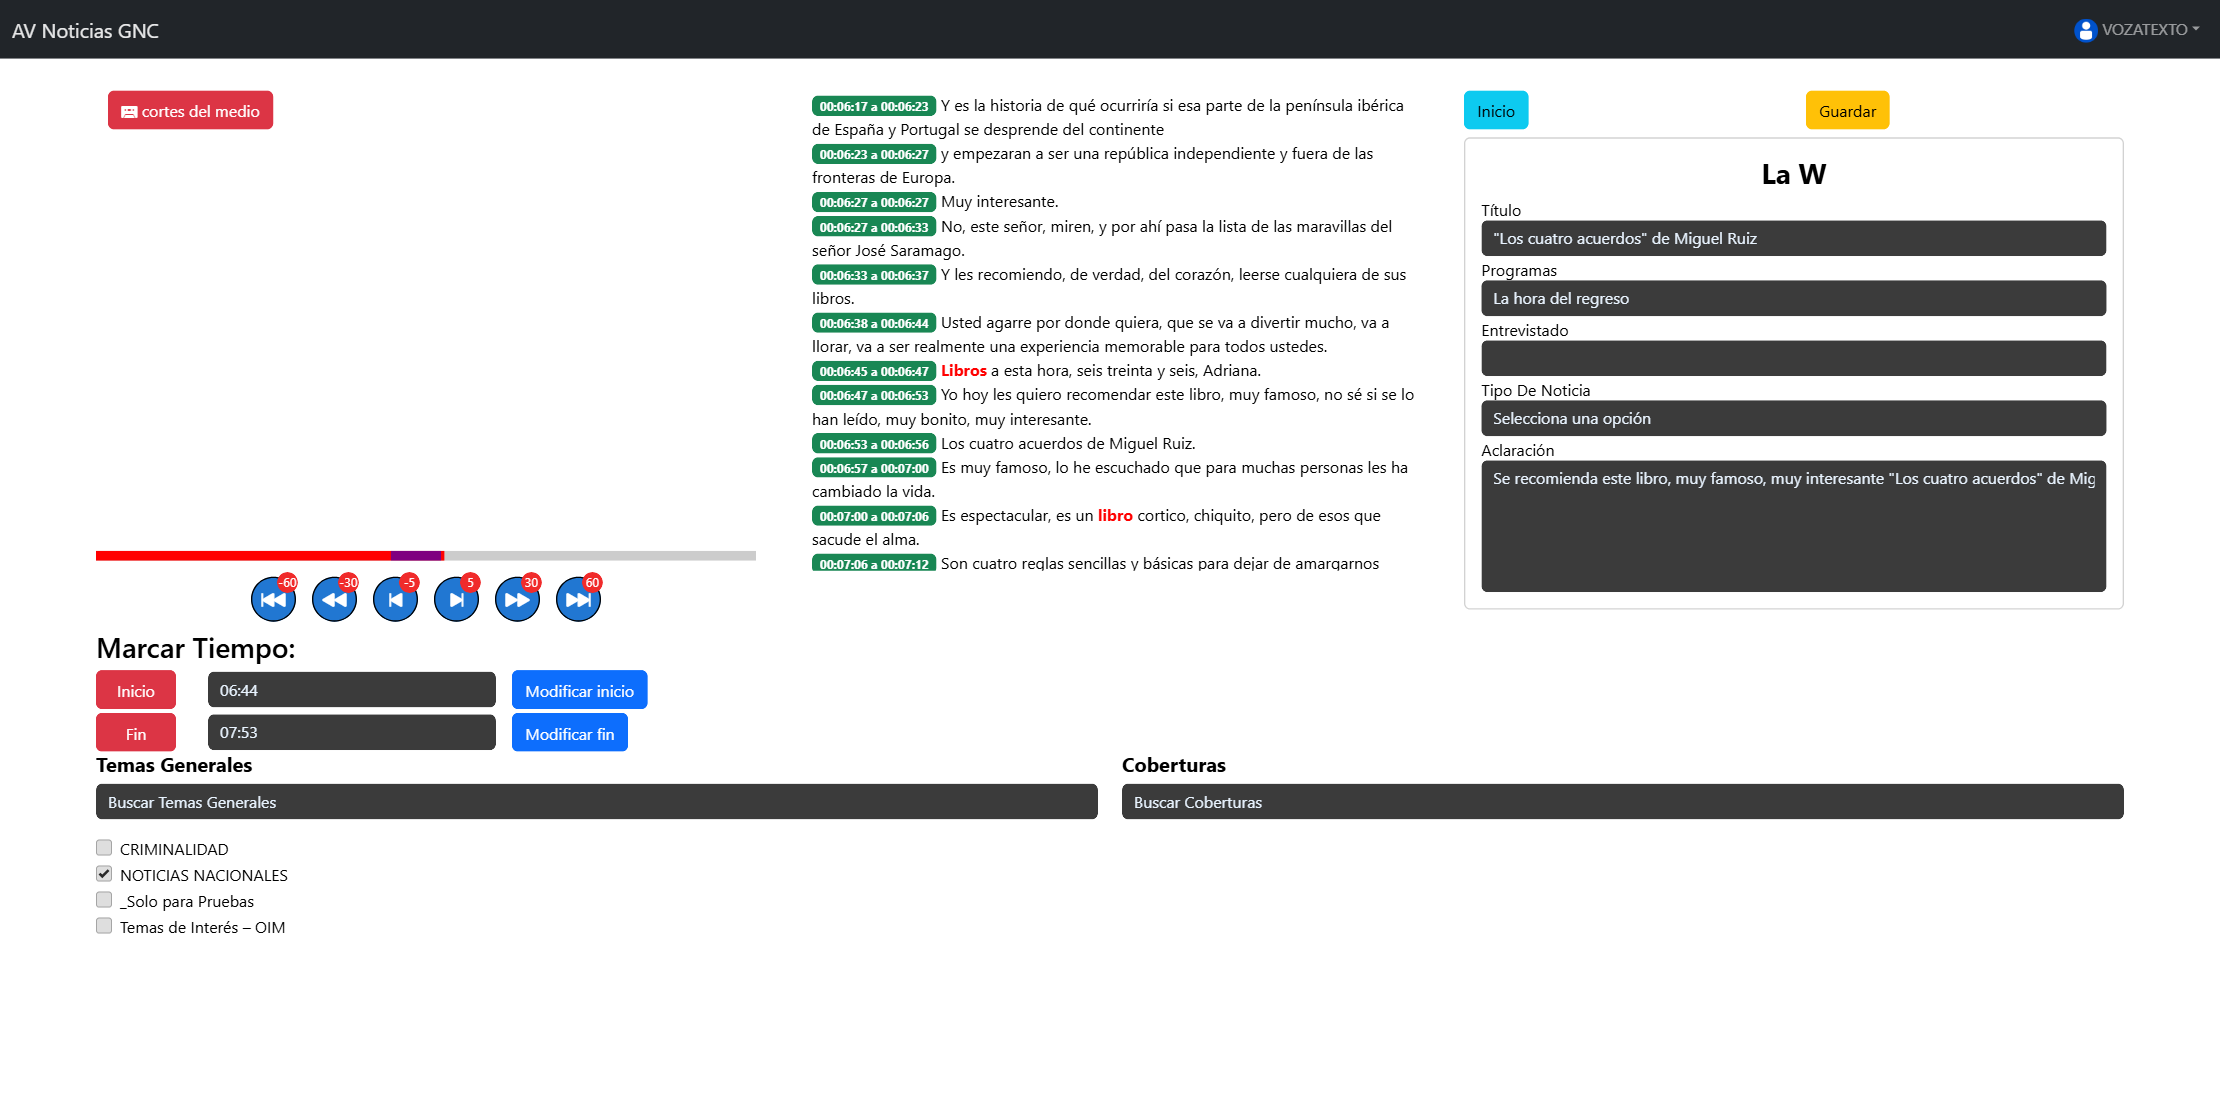 AV Noticias GNC
VOZATEXTO
cortes del medio
-60
-30
-5
5
30
60
Marcar Tiempo:
Inicio
06:44
Modificar inicio
Fin
07:53
Modificar fin
00:06:17 a 00:06:23 Y es la historia de qué ocurriría si esa parte de la península ibérica
de España y Portugal se desprende del continente
00:06:23 a 00:06:27 y empezaran a ser una república independiente y fuera de las
fronteras de Europa.
00:06:27 a 00:06:27 Muy interesante.
00:06:27 a 00:06:33 No, este señor, miren, y por ahí pasa la lista de las maravillas del
señor José Saramago.
00:06:33 a 00:06:37 Y les recomiendo, de verdad, del corazón, leerse cualquiera de sus
libros.
00:06:38 a 00:06:44 Usted agarre por donde quiera, que se va a divertir mucho, va a
llorar, va a ser realmente una experiencia memorable para todos ustedes.
00:06:45 a 00:06:47 Libros a esta hora, seis treinta y seis, Adriana.
00:06:47 a 00:06:53 Yo hoy les quiero recomendar este libro, muy famoso, no sé si se lo
han leído, muy bonito, muy interesante.
00:06:53 a 00:06:56 Los cuatro acuerdos de Miguel Ruiz.
00:06:57 a 00:07:00 Es muy famoso, lo he escuchado que para muchas personas les ha
cambiado la vida.
00:07:00 a 00:07:06 Es espectacular, es un libro cortico, chiquito, pero de esos que
sacude el alma.
00:07:06 a 00:07:12 Son cuatro reglas sencillas y básicas para dejar de amargarnos
Inicio
Guardar
La W
Título
"Los cuatro acuerdos" de Miguel Ruiz
Programas
La hora del regreso
Entrevistado
Tipo De Noticia
Selecciona una opción
Aclaración
Se recomienda este libro, muy famoso, muy interesante "Los cuatro acuerdos" de Mig
Temas Generales
Buscar Temas Generales
CRIMINALIDAD
NOTICIAS NACIONALES
_Solo para Pruebas
Temas de Interés – OIM
Coberturas
Buscar Coberturas